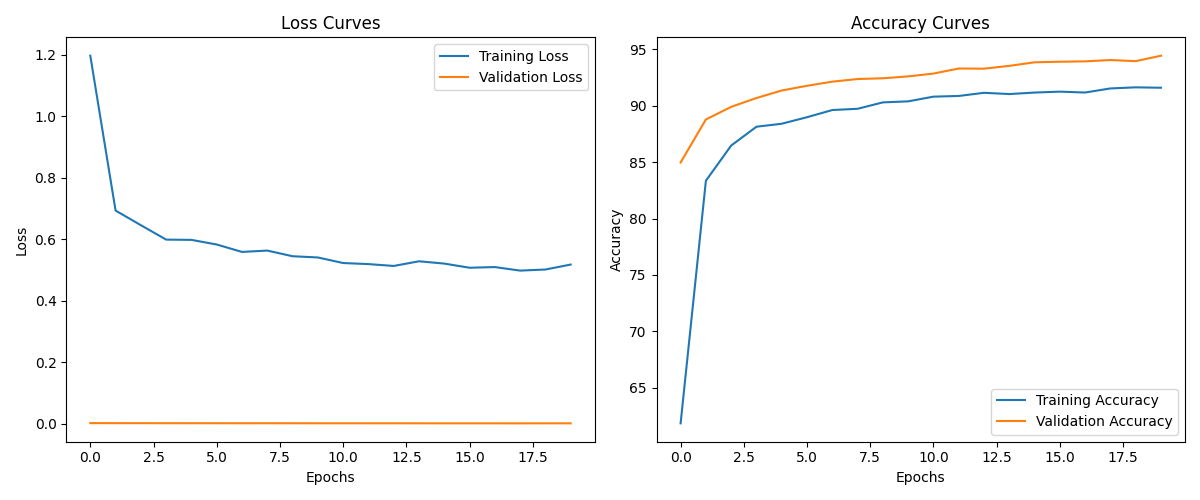 Loss Curves
1.2
1.0
0.8
0.6
0.4
0.2
0.0
Loss
Training Loss
Validation Loss
0.0 2.5 5.0 7.5 10.0 12.5 15.0 17.5
Epochs
Accuracy Curves
95
90
85
80
75
70
65
Accuracy
Training Accuracy
Validation Accuracy
0.0 2.5 5.0 7.5 10.0 12.5 15.0 17.5
Epochs